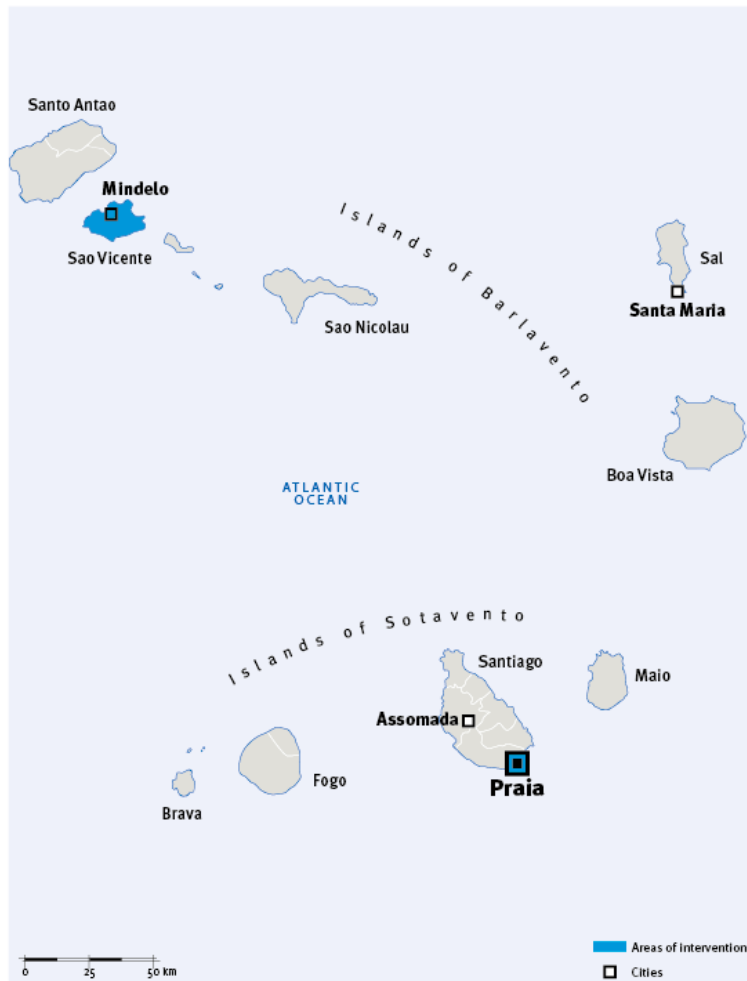 Santo Antao
Mindelo
Sao Vicente
Islands of Barlavento
Sal
Santa Maria
Sao Nicolau
Boa Vista
ATLANTIC
OCEAN
Islands of Sotavento
Santiago
Maio
Assomada
Fogo
Praia
Brava
Areas of intervention
0 25 50 km
Cities